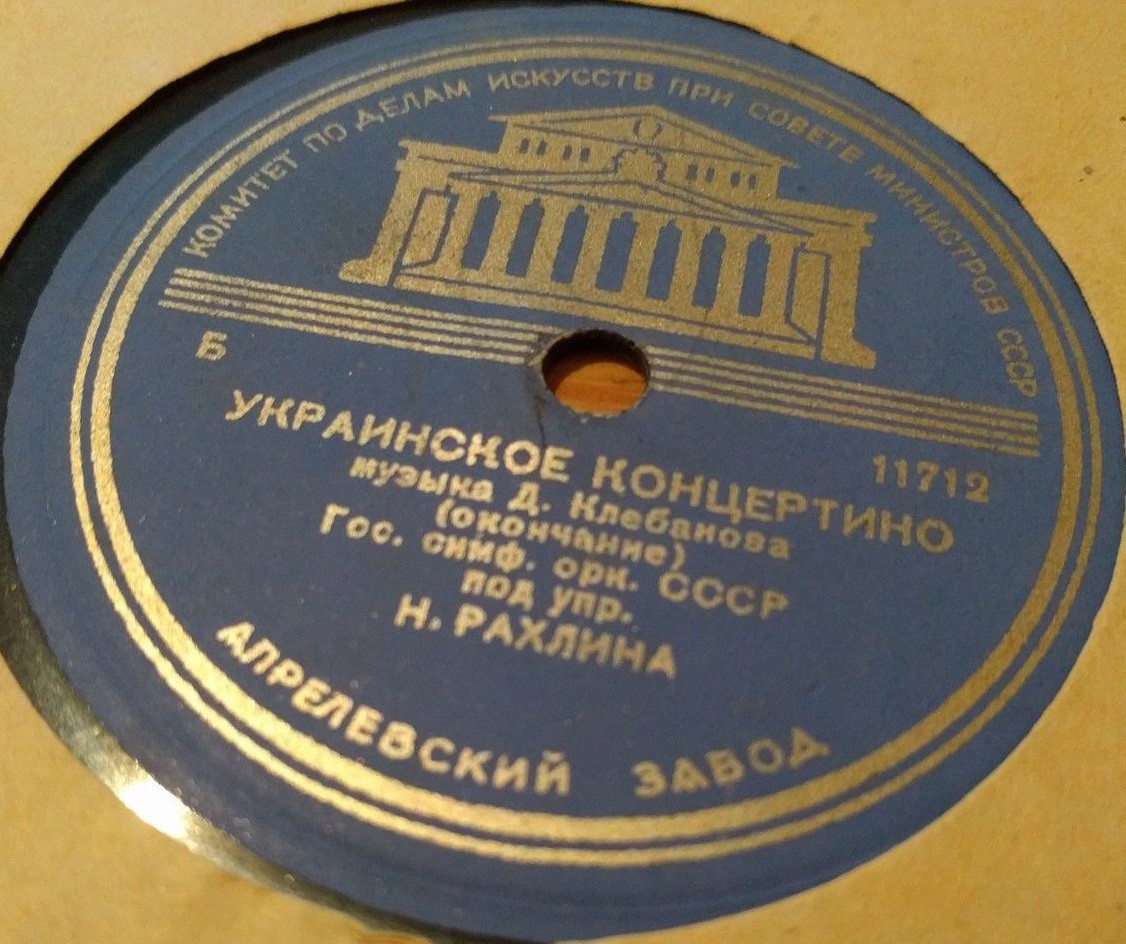 КОМИТЕТ ПО ДЕЛАМ ИСКУССТВ ПРИ СОВЕТЕ МИНИСТРОВ СССР
Б
11712
УКРАИНСКОЕ КОНЦЕРТИНО
музыка Д. Клебанова
(окончание)
Гос. симф. орк. СССР
под упр.
Н. РАХЛИНА
АПРЕЛЕВСКИЙ ЗАВОД